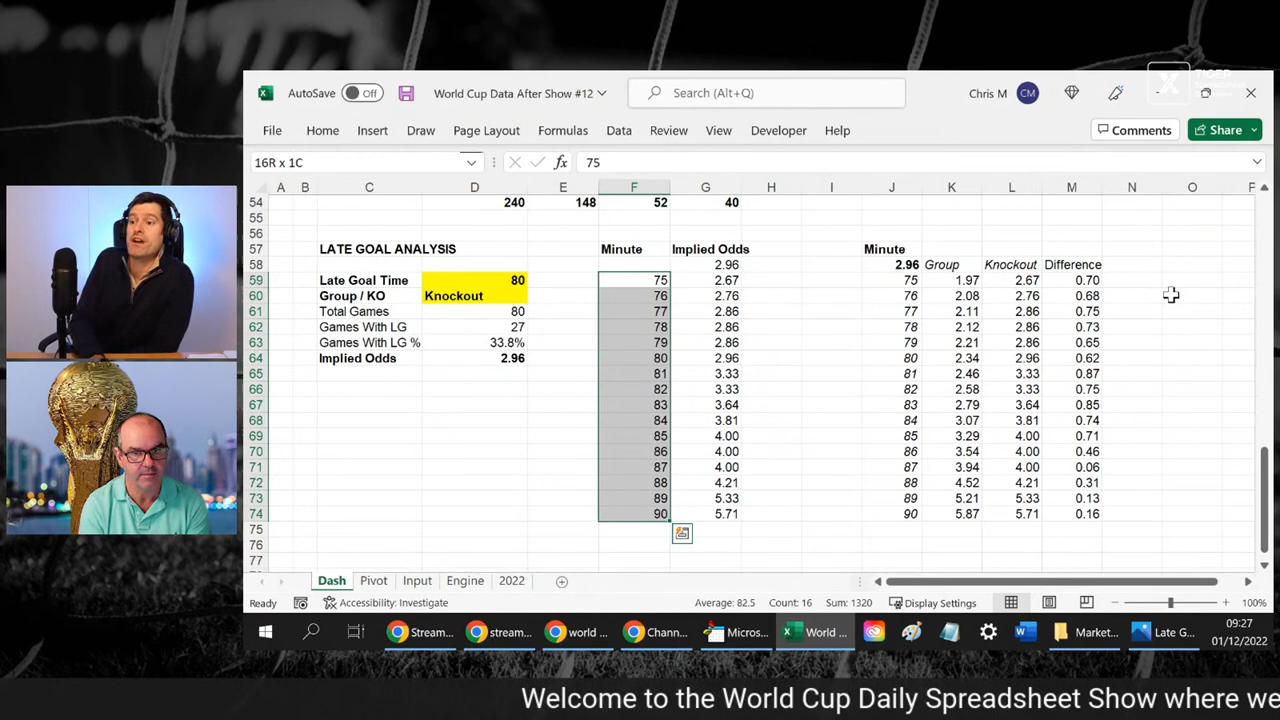 AutoSave Off World Cup Data After Show #12 Search (Alt+Q) Chris M CM
File Home Insert Draw Page Layout Formulas Data Review View Developer Help Comments Share
16R x 1C fx 75
A B C D E F G H I J K L M N O
54 240 148 52 40
55
56
57 LATE GOAL ANALYSIS Minute Implied Odds Minute
58 2.96 2.96 Group Knockout Difference
59 Late Goal Time 80 75 2.67 75 1.97 2.67 0.70
60 Group / KO Knockout 76 2.76 76 2.08 2.76 0.68
61 Total Games 80 77 2.86 77 2.11 2.86 0.75
62 Games With LG 27 78 2.86 78 2.12 2.86 0.73
63 Games With LG % 33.8% 79 2.86 79 2.21 2.86 0.65
64 Implied Odds 2.96 80 2.96 80 2.34 2.96 0.62
65 81 3.33 81 2.46 3.33 0.87
66 82 3.33 82 2.58 3.33 0.75
67 83 3.64 83 2.79 3.64 0.85
68 84 3.81 84 3.07 3.81 0.74
69 85 4.00 85 3.29 4.00 0.71
70 86 4.00 86 3.54 4.00 0.46
71 87 4.00 87 3.94 4.00 0.06
72 88 4.21 88 4.52 4.21 0.31
73 89 5.33 89 5.21 5.33 0.13
74 90 5.71 90 5.87 5.71 0.16
75
76
77
Dash Pivot Input Engine 2022
Ready Accessibility: Investigate Average: 82.5 Count: 16 Sum: 1320 Display Settings 100%
Stream... stream... world ... Chann... Micros... World ... Market... Late G... 09:27
01/12/2022
Welcome to the World Cup Daily Spreadsheet Show where we